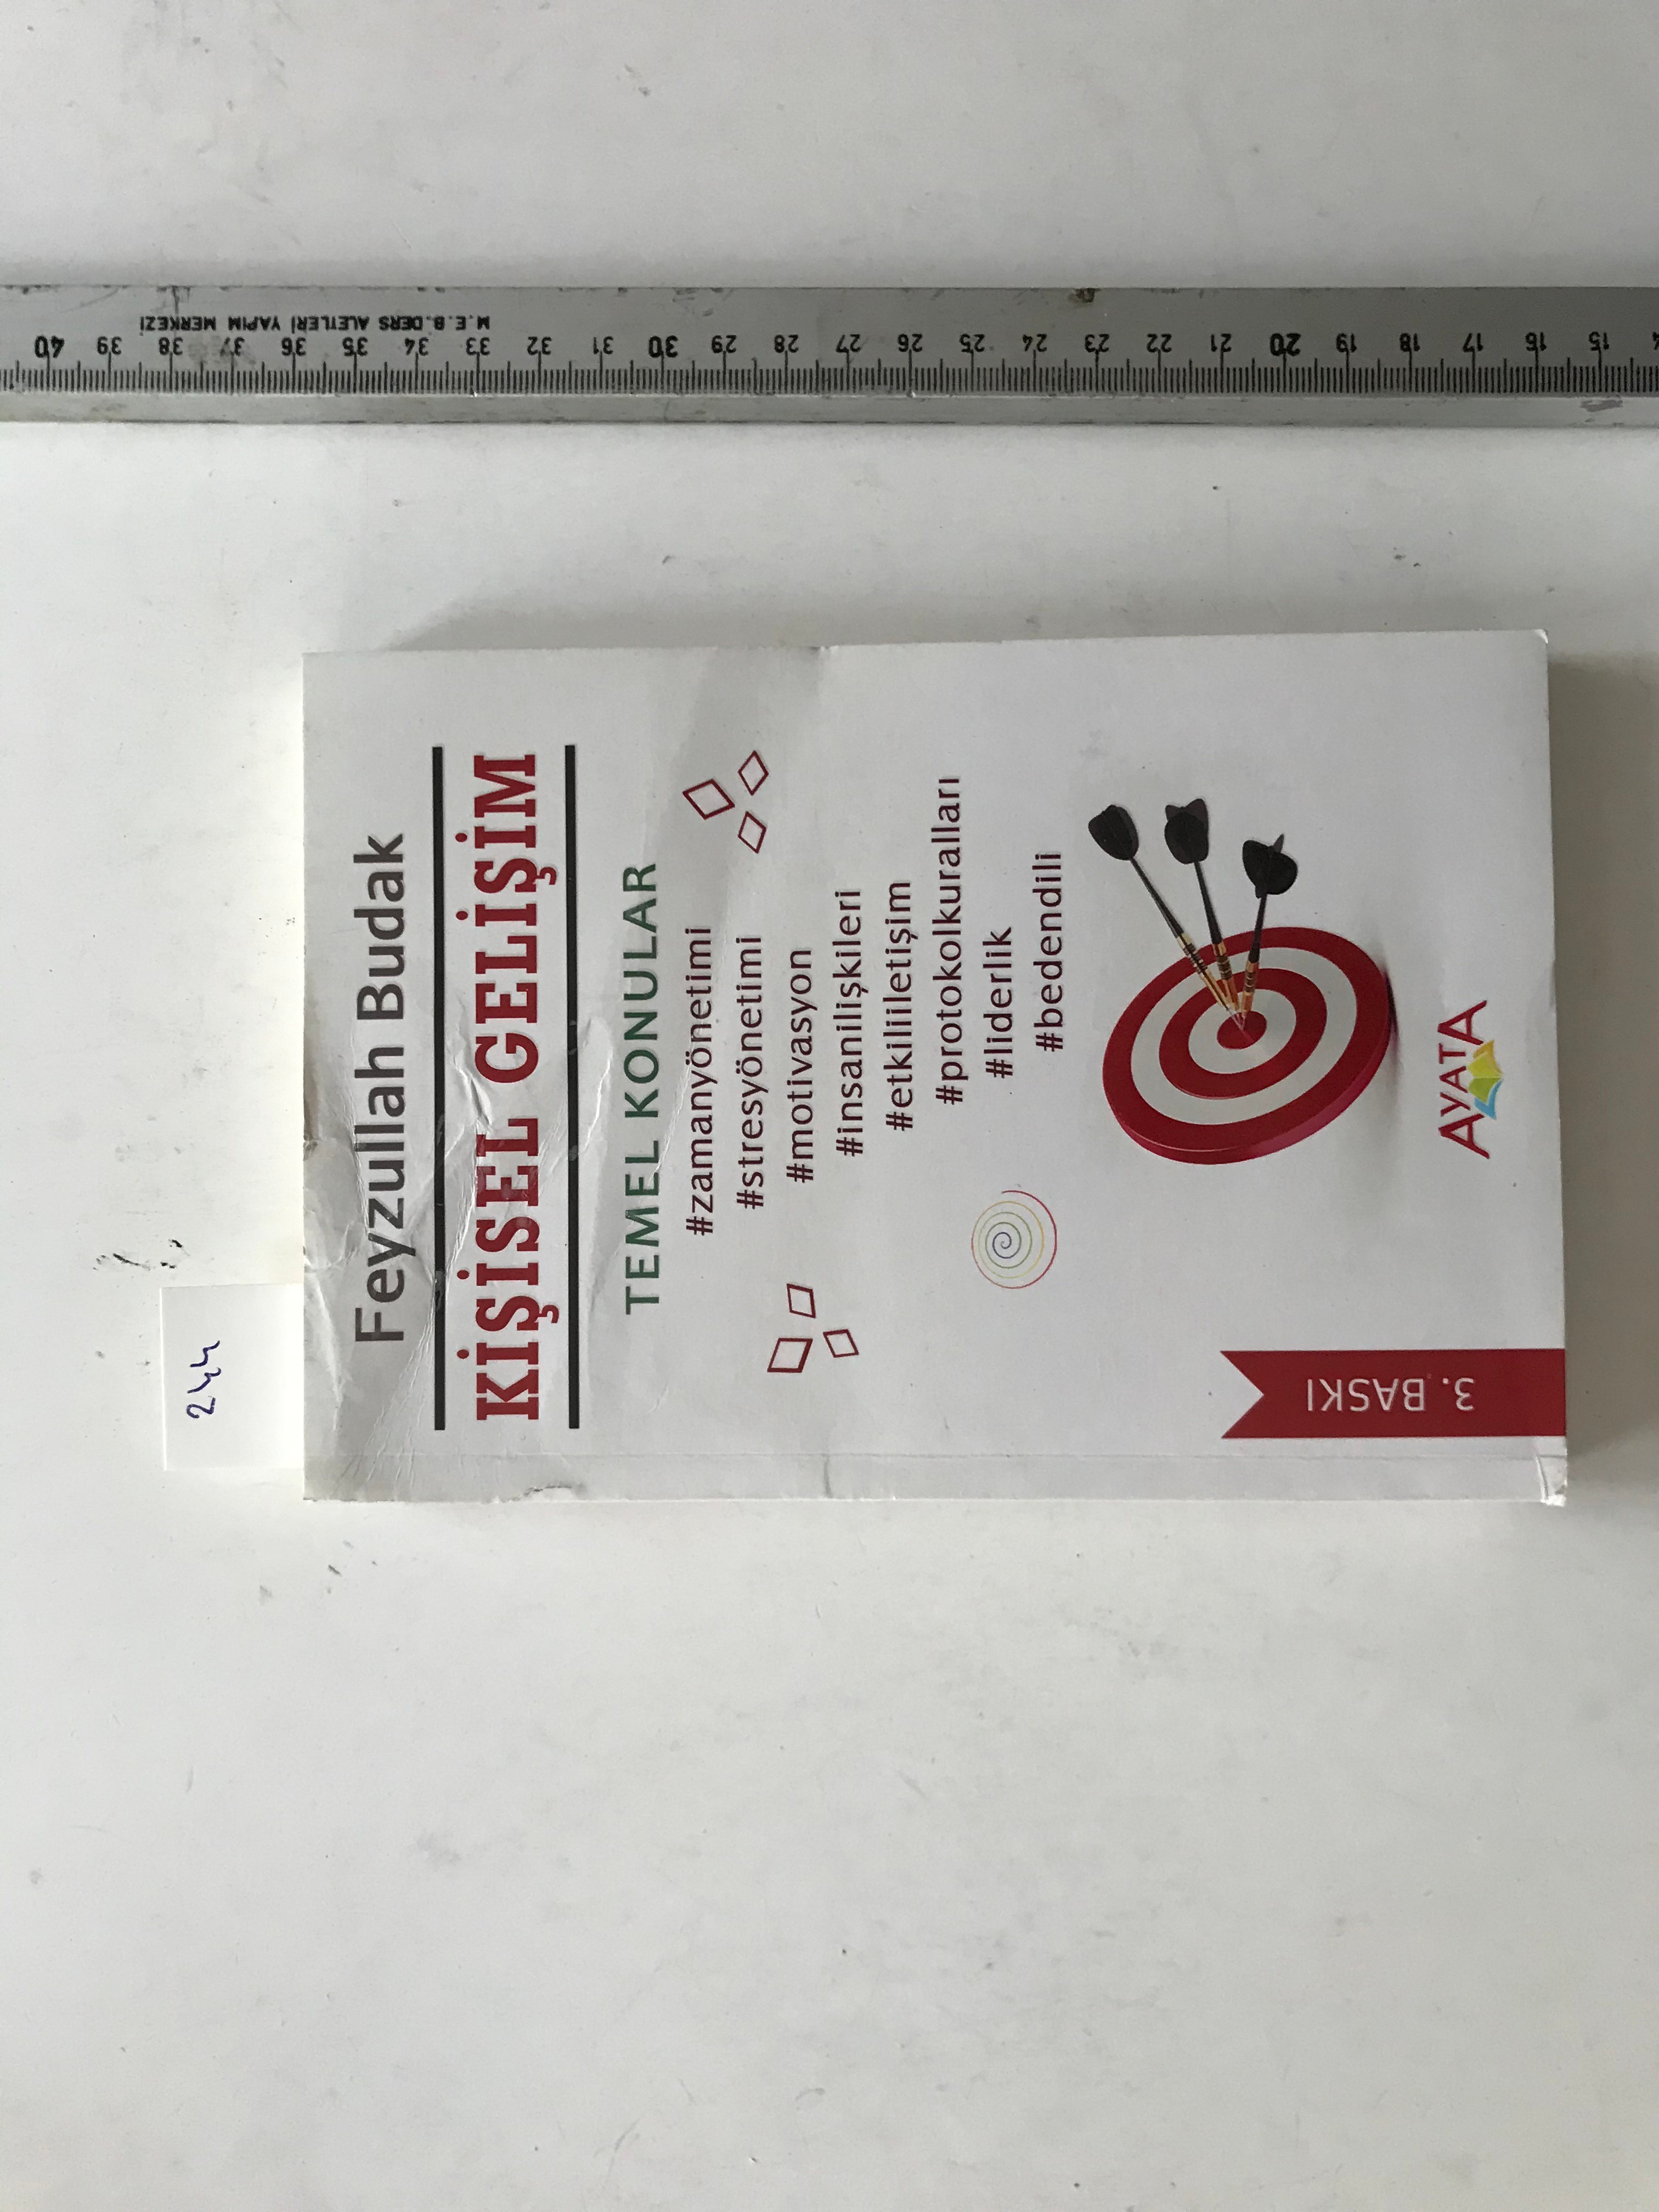 M.E.B. DERS ALETLERİ YAPIM MERKEZİ
15 16 17 18 19 20 21 22 23 24 25 26 27 28 29 30 31 32 33 34 35 36 37 38 39 40
244
Feyzullah Budak
KİŞİSEL GELİŞİM
TEMEL KONULAR
#zamanyönetimi
#stresyönetimi
#motivasyon
#insanilişkileri
#etkiliiletişim
#protokolkuralları
#liderlik
#bedendili
3. BASKI
AYATA